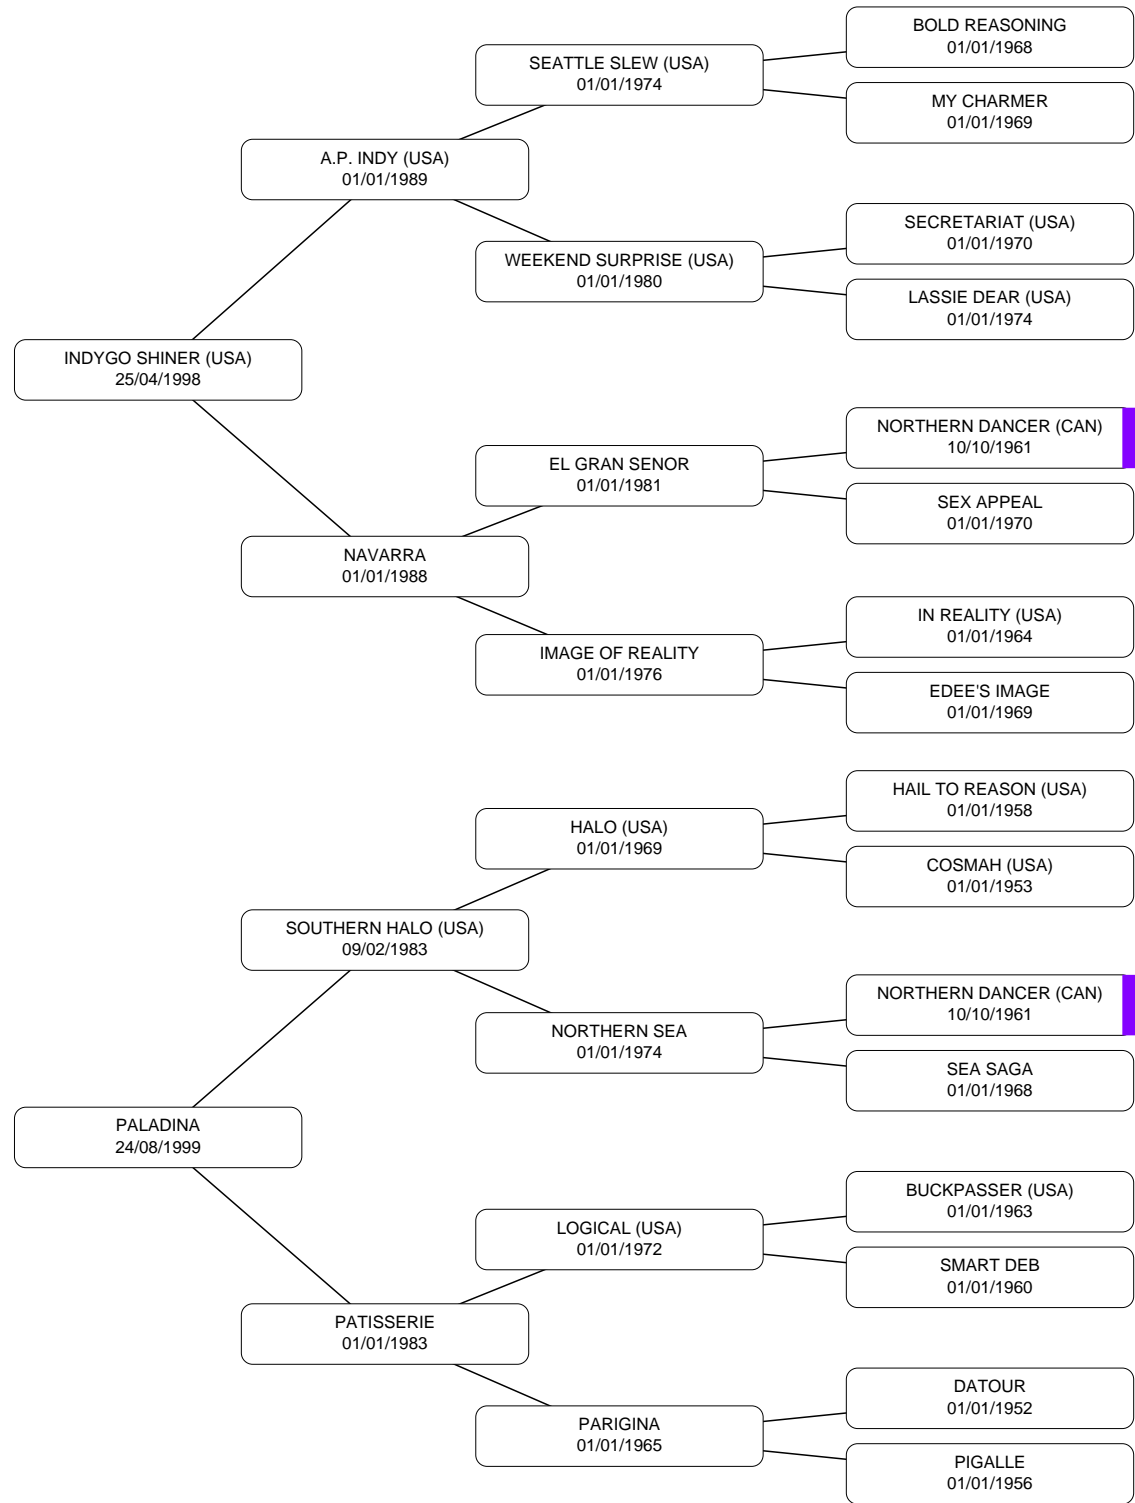 BOLD REASONING
01/01/1968
SEATTLE SLEW (USA)
01/01/1974
MY CHARMER
01/01/1969
A.P. INDY (USA)
01/01/1989
SECRETARIAT (USA)
01/01/1970
WEEKEND SURPRISE (USA)
01/01/1980
LASSIE DEAR (USA)
01/01/1974
INDYGO SHINER (USA)
25/04/1998
NORTHERN DANCER (CAN)
10/10/1961
EL GRAN SENOR
01/01/1981
SEX APPEAL
01/01/1970
NAVARRA
01/01/1988
IN REALITY (USA)
01/01/1964
IMAGE OF REALITY
01/01/1976
EDEE'S IMAGE
01/01/1969
HAIL TO REASON (USA)
01/01/1958
HALO (USA)
01/01/1969
COSMAH (USA)
01/01/1953
SOUTHERN HALO (USA)
09/02/1983
NORTHERN DANCER (CAN)
10/10/1961
NORTHERN SEA
01/01/1974
SEA SAGA
01/01/1968
PALADINA
24/08/1999
BUCKPASSER (USA)
01/01/1963
LOGICAL (USA)
01/01/1972
SMART DEB
01/01/1960
PATISSERIE
01/01/1983
DATOUR
01/01/1952
PARIGINA
01/01/1965
PIGALLE
01/01/1956